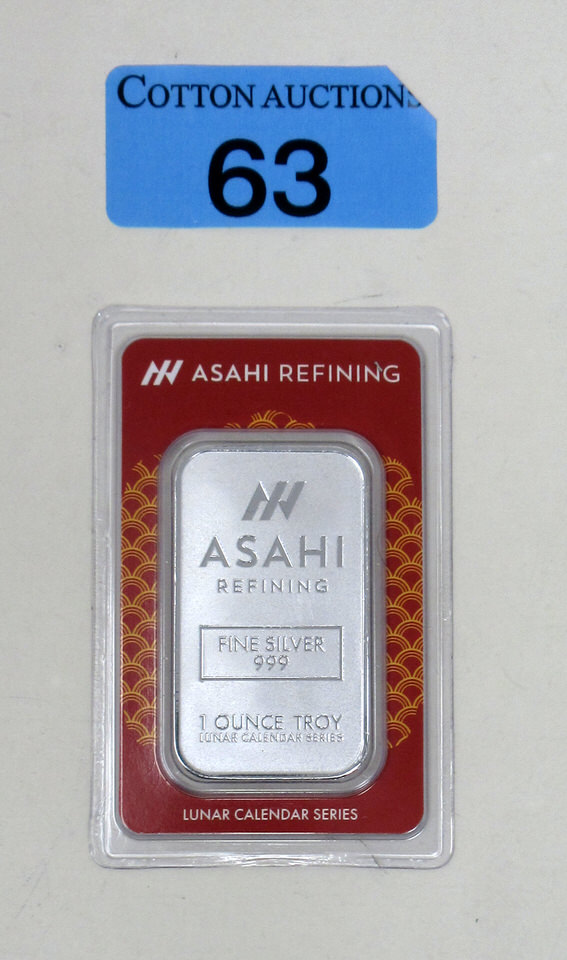 COTTON AUCTIONS
63
ASAHI REFINING
ASAHI
REFINING
FINE SILVER
999
1 OUNCE TROY
LUNAR CALENDAR SERIES
LUNAR CALENDAR SERIES